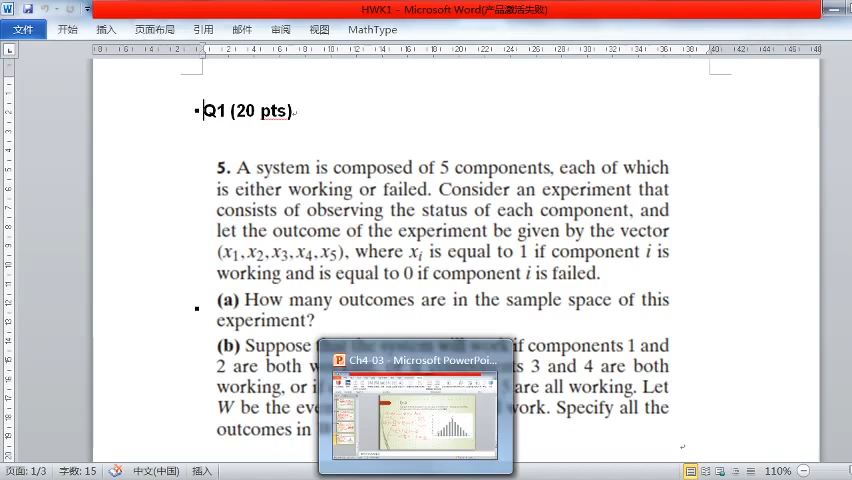 HWK1 - Microsoft Word(产品激活失败)
文件 开始 插入 页面布局 引用 邮件 审阅 视图 MathType
Q1 (20 pts)
5. A system is composed of 5 components, each of which
is either working or failed. Consider an experiment that
consists of observing the status of each component, and
let the outcome of the experiment be given by the vector
(x1, x2, x3, x4, x5), where xi is equal to 1 if component i is
working and is equal to 0 if component i is failed.
(a) How many outcomes are in the sample space of this
experiment?
(b) Suppose that the system will work if components 1 and
2 are both 3 and 4 are both
working, or if 5 are all working. Let
W be the work. Specify all the
outcomes in
Ch4-03 - Microsoft PowerPoi...
页面: 1/3 字数: 15 中文(中国) 插入 110%